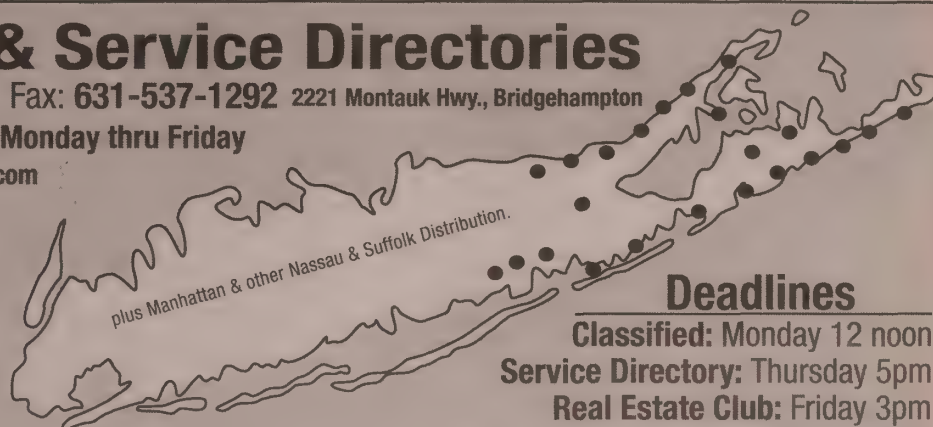 & Service Directories
Fax: 631-537-1292 2221 Montauk Hwy., Bridgehampton
Monday thru Friday
com
plus Manhattan & other Nassau & Suffolk Distribution.
Deadlines
Classified: Monday 12 noon
Service Directory: Thursday 5pm
Real Estate Club: Friday 3pm